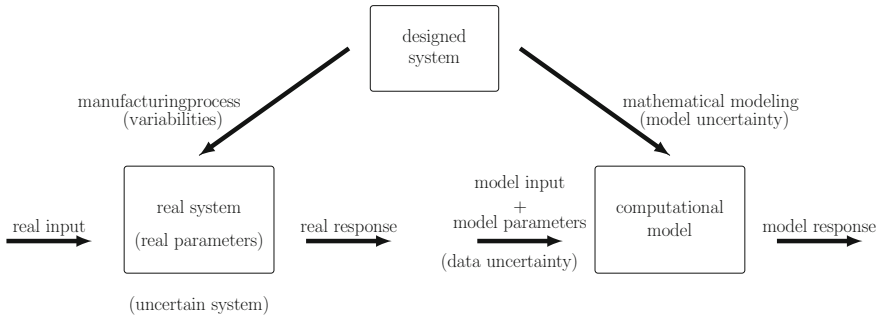 designed
system
manufacturingprocess
(variabilities)
mathematical modeling
(model uncertainty)
real input
real system
(real parameters)
real response
(uncertain system)
model input
+
model parameters
(data uncertainty)
computational
model
model response